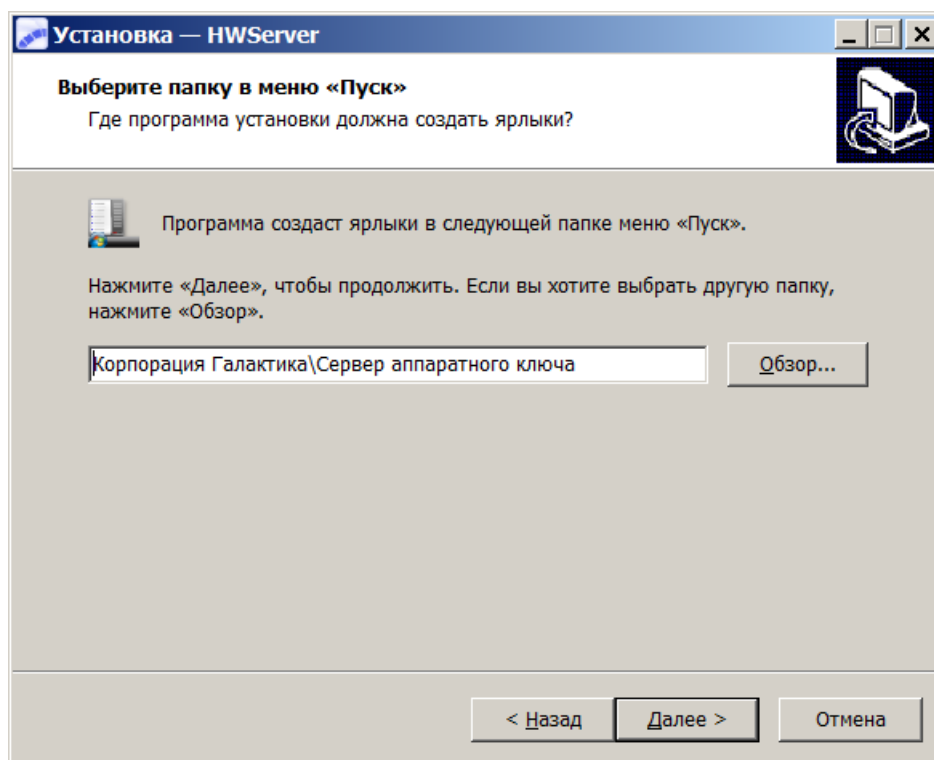 Установка — HWServer
Выберите папку в меню «Пуск»
Где программа установки должна создать ярлыки?
Программа создаст ярлыки в следующей папке меню «Пуск».
Нажмите «Далее», чтобы продолжить. Если вы хотите выбрать другую папку,
нажмите «Обзор».
Корпорация Галактика\Сервер аппаратного ключа
Обзор...
< Назад
Далее >
Отмена